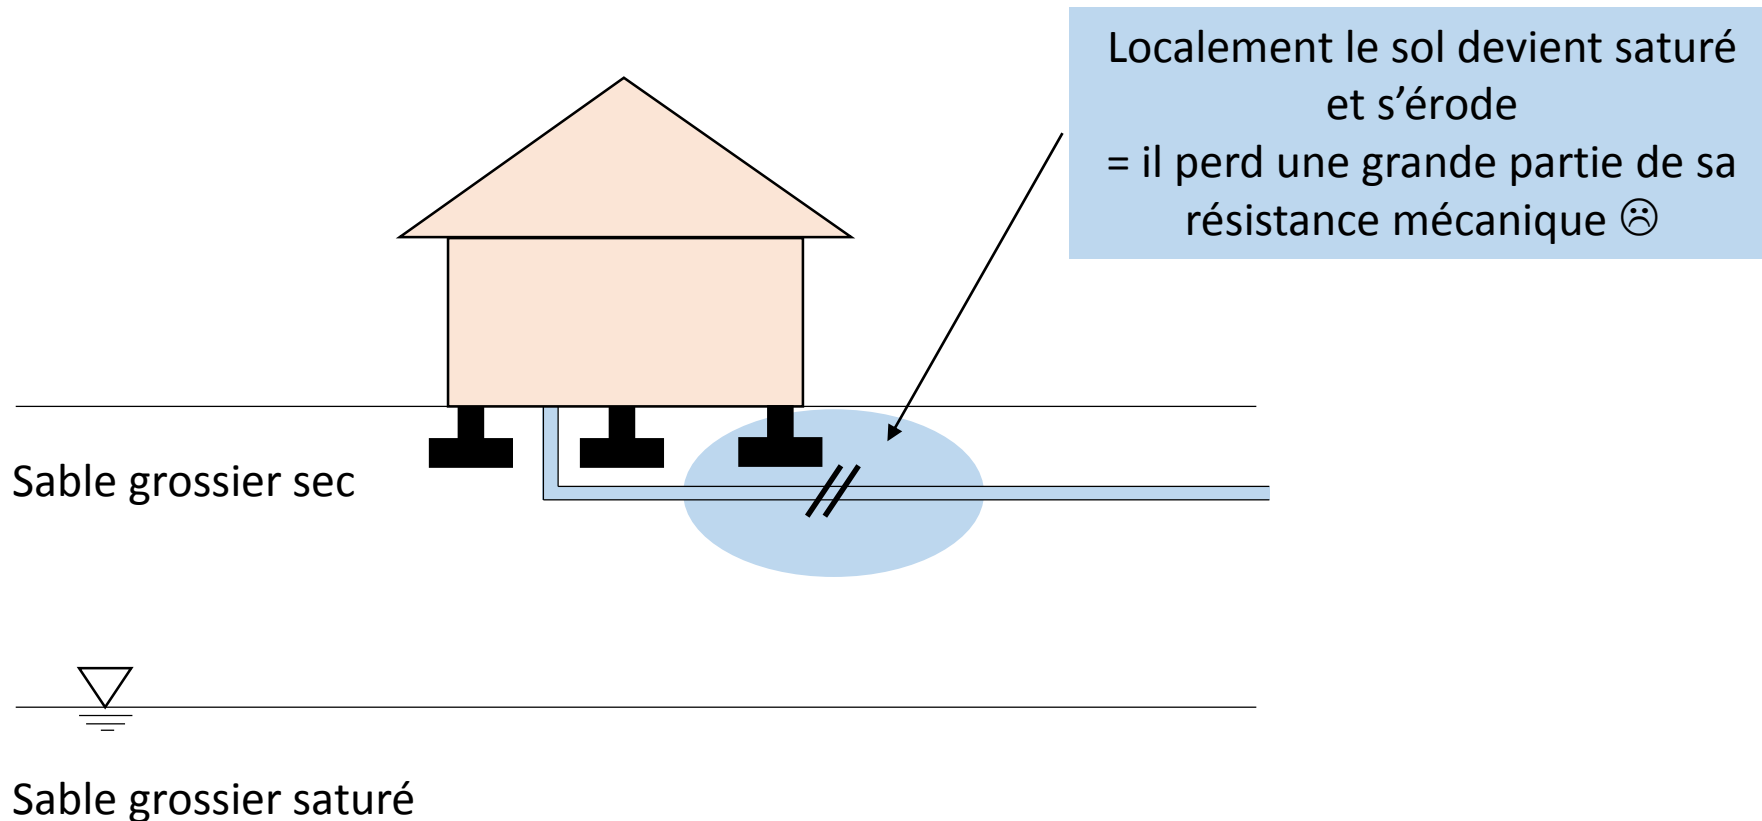 Localement le sol devient saturé
et s’érode
= il perd une grande partie de sa
résistance mécanique ☹
Sable grossier sec
Sable grossier saturé